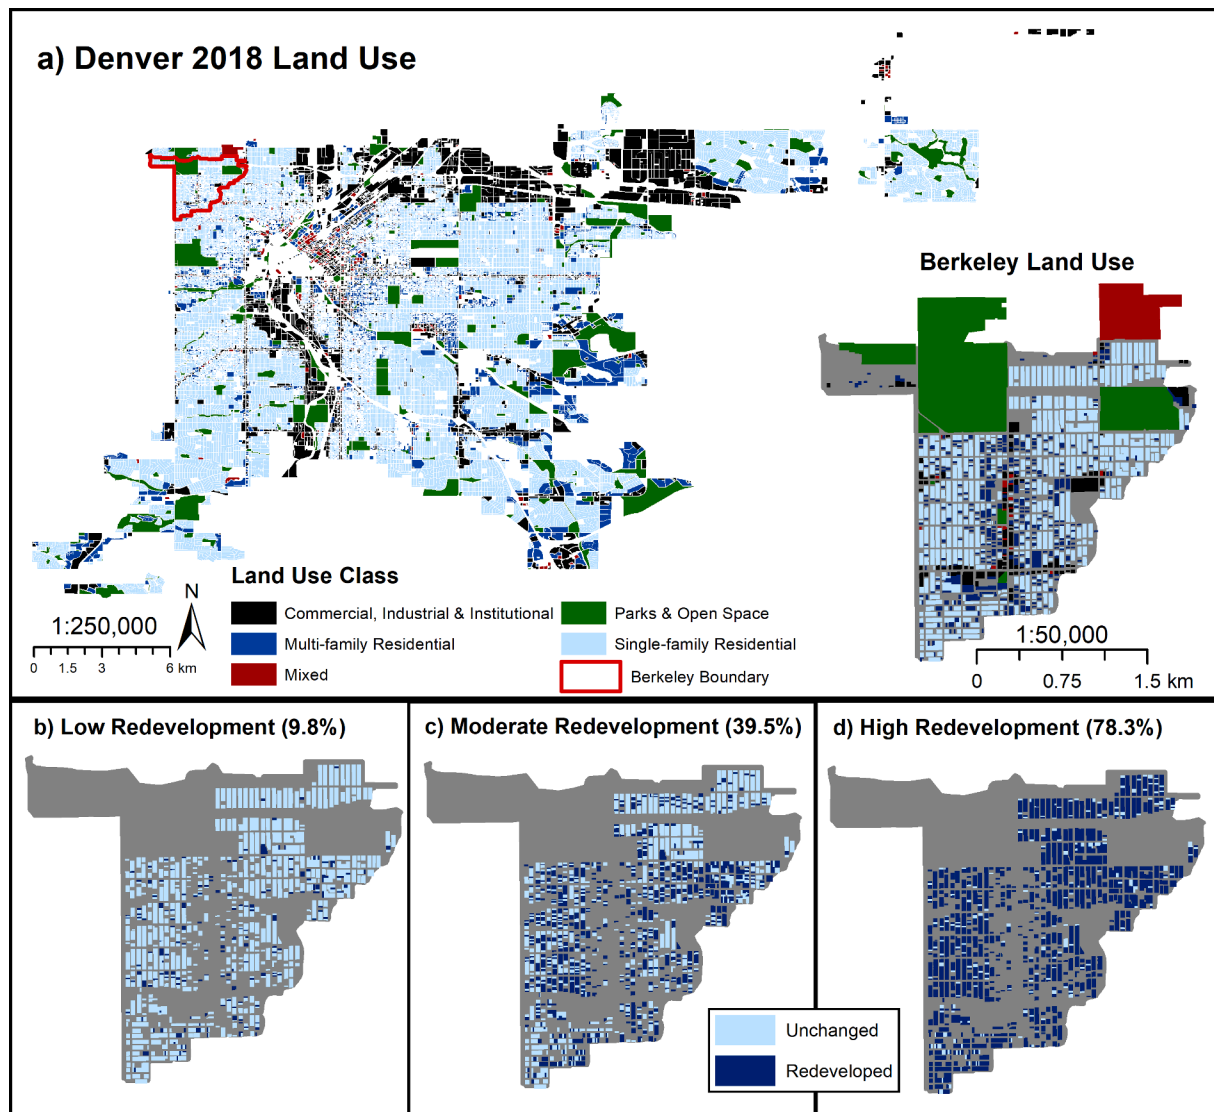 a) Denver 2018 Land Use
Berkeley Land Use
Land Use Class
Commercial, Industrial & Institutional
Parks & Open Space
Multi-family Residential
Single-family Residential
Mixed
Berkeley Boundary
N
1:250,000
0 1.5 3 6 km
1:50,000
0 0.75 1.5 km
b) Low Redevelopment (9.8%)
c) Moderate Redevelopment (39.5%)
d) High Redevelopment (78.3%)
Unchanged
Redeveloped